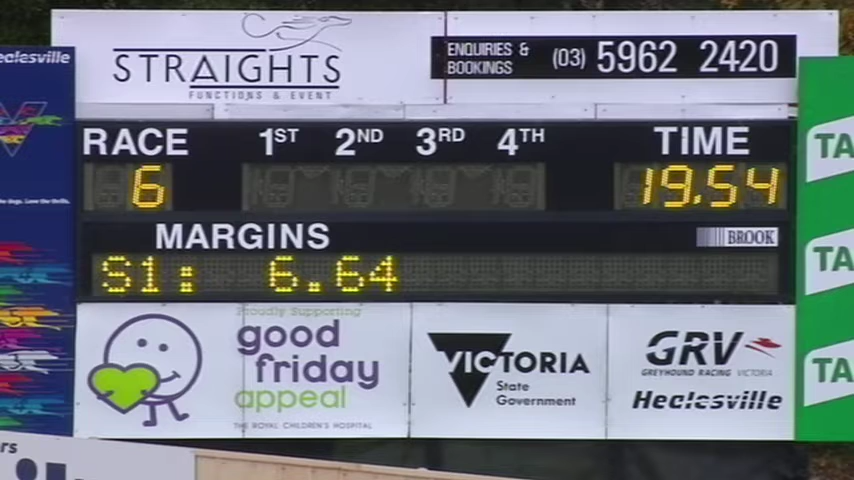 STRAIGHTS
FUNCTIONS & EVENT
ENQUIRIES &
BOOKINGS
(03) 5962 2420
Healesville
RACE 1ST 2ND 3RD 4TH TIME
6 19.54
MARGINS
BROOK
S1: 6.64
Proudly Supporting
good
friday
appeal
THE ROYAL CHILDREN'S HOSPITAL
VICTORIA
State
Government
GRV
GREYHOUND RACING VICTORIA
Healesville
TA
TA
TA